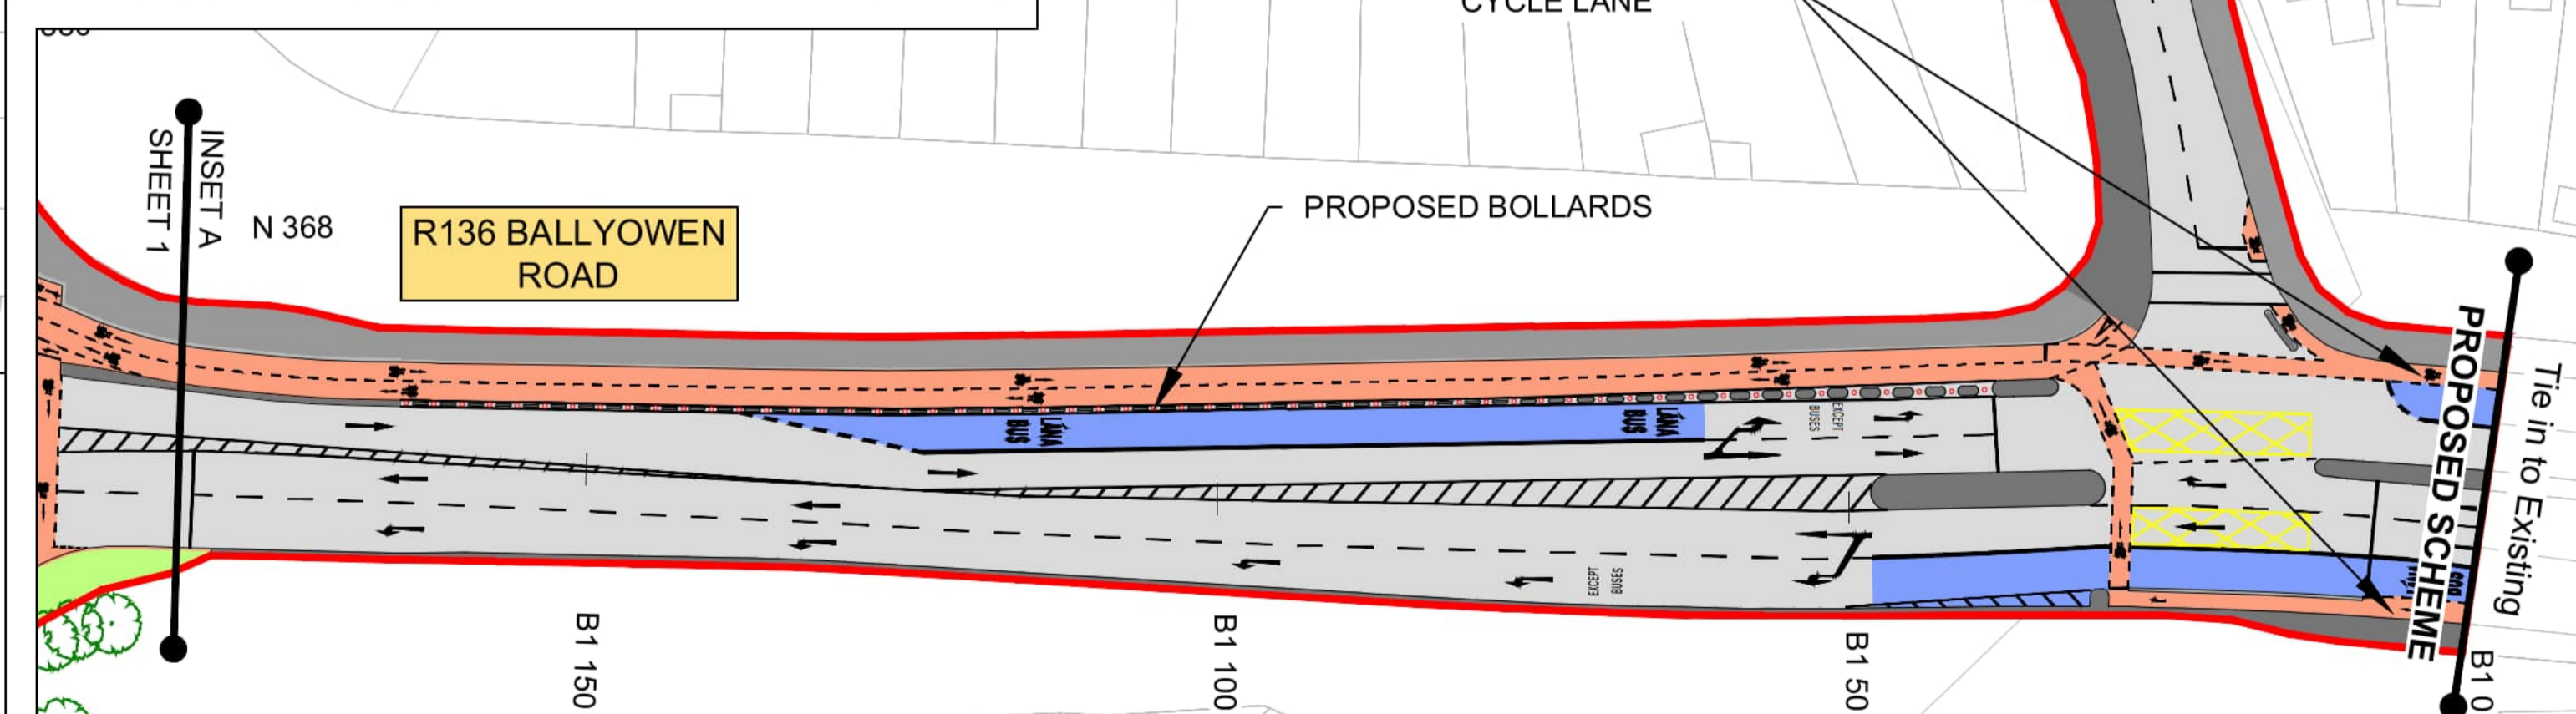 CYCLE LANE
INSET A
SHEET 1
N 368
R136 BALLYOWEN
ROAD
PROPOSED BOLLARDS
LÁNA
BUS
LÁNA
BUS
EXCEPT
BUSES
EXCEPT
BUSES
PROPOSED SCHEME
Tie in to Existing
B1 150
B1 100
B1 50
B1 0